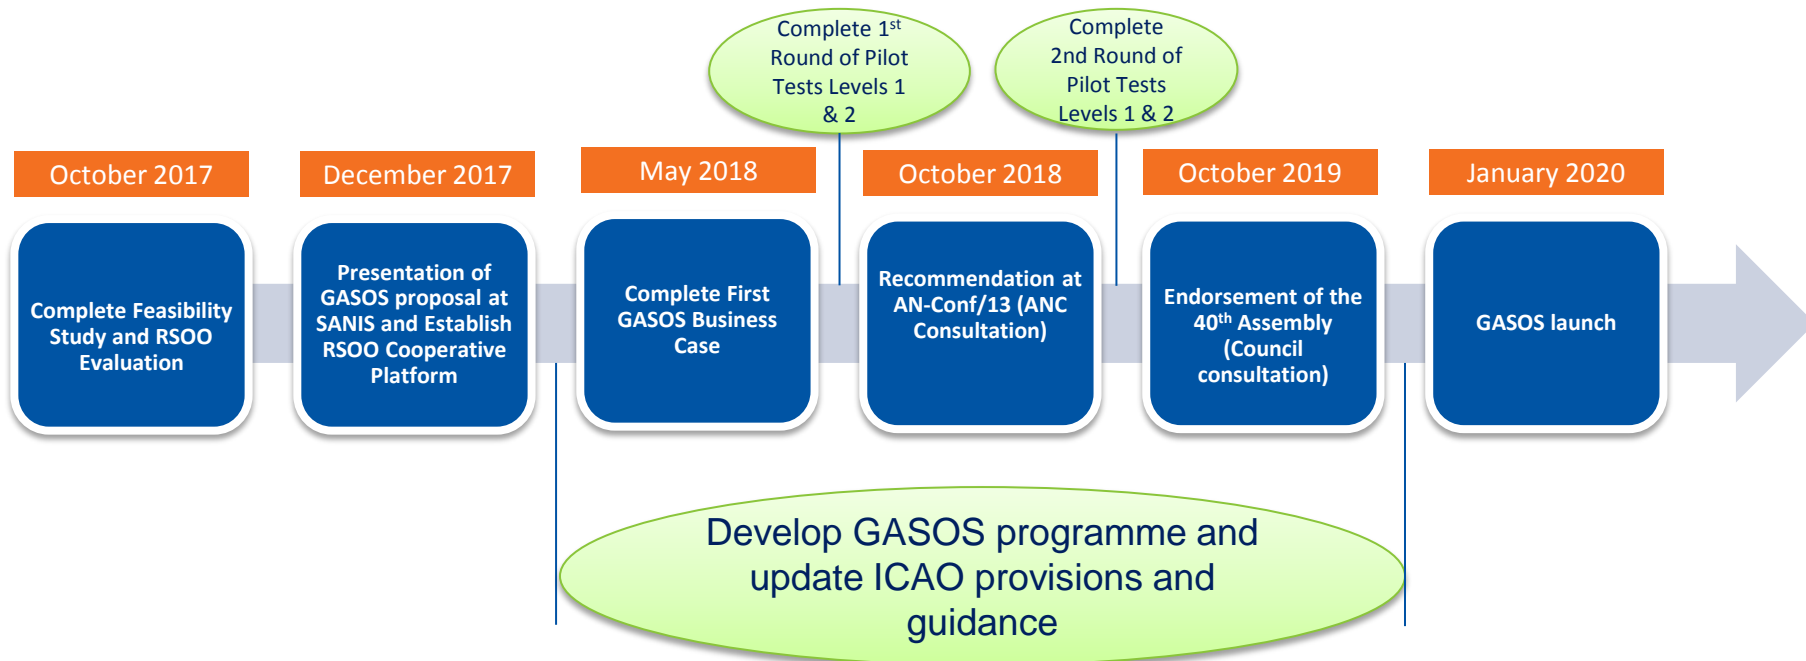 Complete 1st
Round of Pilot
Tests Levels 1
& 2
Complete
2nd Round of
Pilot Tests
Levels 1 & 2
October 2017
December 2017
May 2018
October 2018
October 2019
January 2020
Complete Feasibility
Study and RSOO
Evaluation
Presentation of
GASOS proposal at
SANIS and Establish
RSOO Cooperative
Platform
Complete First
GASOS Business
Case
Recommendation at
AN-Conf/13 (ANC
Consultation)
Endorsement of the
40th Assembly
(Council
consultation)
GASOS launch
Develop GASOS programme and
update ICAO provisions and
guidance